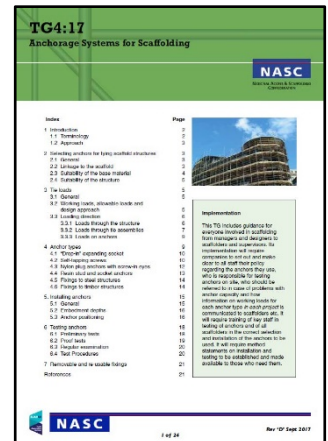 TG4:17
Anchorage Systems for Scaffolding
NASC
NATIONAL ACCESS & SCAFFOLDING
CONFEDERATION
Index Page
1 Introduction 2
1.1 Terminology 2
1.2 Approach 3
2 Selecting anchors for tying scaffold structures 3
2.1 General 3
2.2 Linkage to the scaffold 3
2.3 Suitability of the base material 4
2.4 Suitability of the structure 5
3 Tie loads 5
3.1 General 5
3.2 Working loads, allowable loads and
design approach 5
3.3 Loading direction 6
3.3.1 Loads through the structure 6
3.3.2 Loads through tie assemblies 7
3.3.3 Loads on anchors 9
4 Anchor types 9
4.1 "Drop-in" expanding socket 10
4.2 Self-tapping screws 10
4.3 Nylon plug anchors with screw-in eyes 12
4.4 Resin stud and socket anchors 13
4.5 Fixings to steel structures 14
4.6 Fixings to timber structures 14
5. Installing anchors 15
5.1 General 15
5.2 Embedment depths 16
5.3 Anchor positioning 16
6 Testing anchors 18
6.1 Preliminary tests 18
6.2 Proof tests 19
6.3 Regular examination 20
6.4 Test Procedures 20
7 Removable and re usable fixings 21
References 21
Implementation
This TG includes guidance for
everyone involved in scaffolding
from managers and designers to
scaffolders and supervisors. Its
implementation will require
companies to set out and make
clear to all staff their policy
regarding the anchors they use,
who is responsible for testing
anchors on site, who should be
referred to in case of problems with
anchor capacity and how
information on working loads for
each anchor type in each project is
communicated to scaffolders etc. It
will require training of key staff in
testing of anchors and of all
scaffolders in the correct selection
and installation of the anchors to be
used. It will require method
statements on installation and
testing to be established and made
available to those who need them.
NASC
1 of 24
Rev 'D' Sept 2017